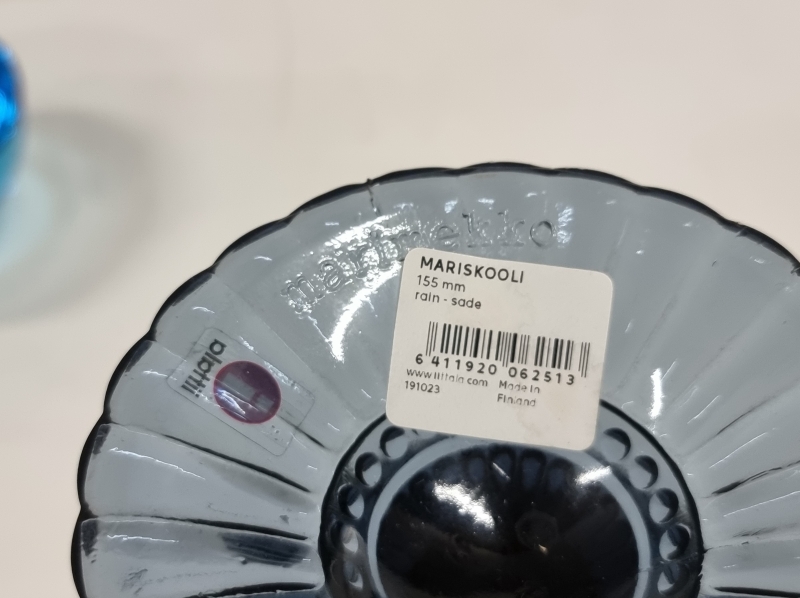 marimekko
MARISKOOLI
155 mm
rain - sade
6 411920 062513
www.iittala.com Made in
191023 Finland
iittala
i